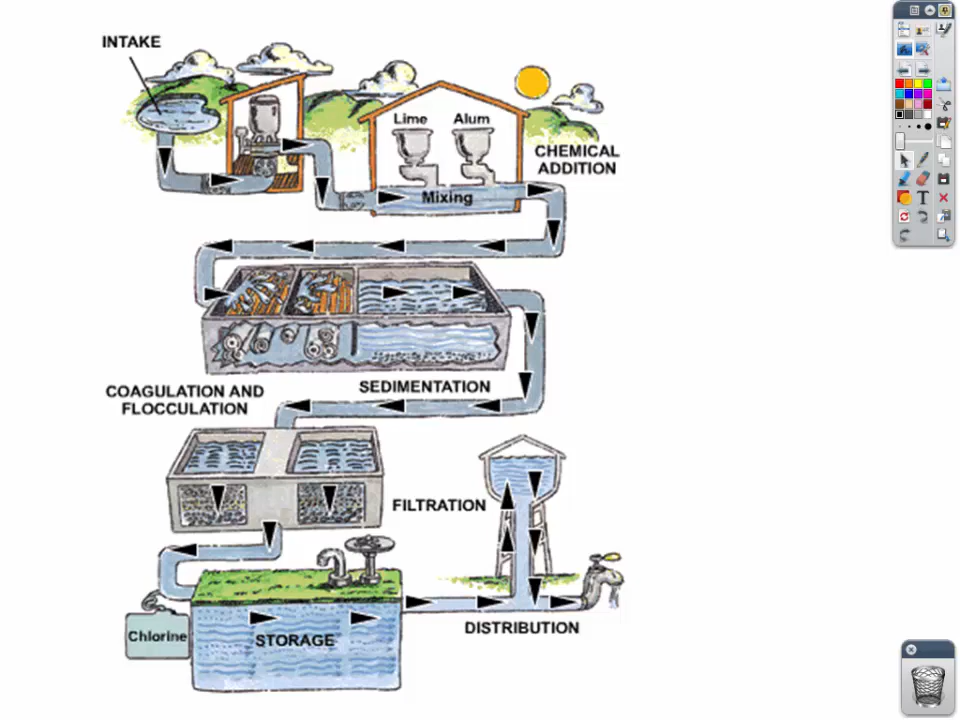 INTAKE
Lime
Alum
CHEMICAL
ADDITION
Mixing
COAGULATION AND
FLOCCULATION
SEDIMENTATION
FILTRATION
Chlorine
STORAGE
DISTRIBUTION